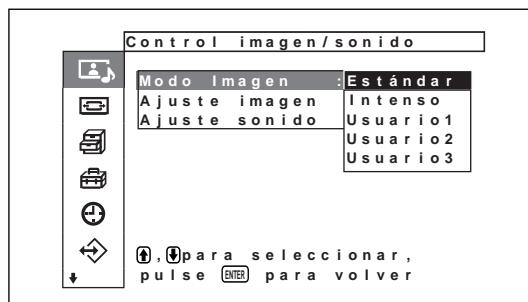 Control imagen/sonido
Modo Imagen :Estándar
Ajuste imagen Intenso
Ajuste sonido Usuario1
Usuario2
Usuario3
, para seleccionar,
pulse ENTER para volver